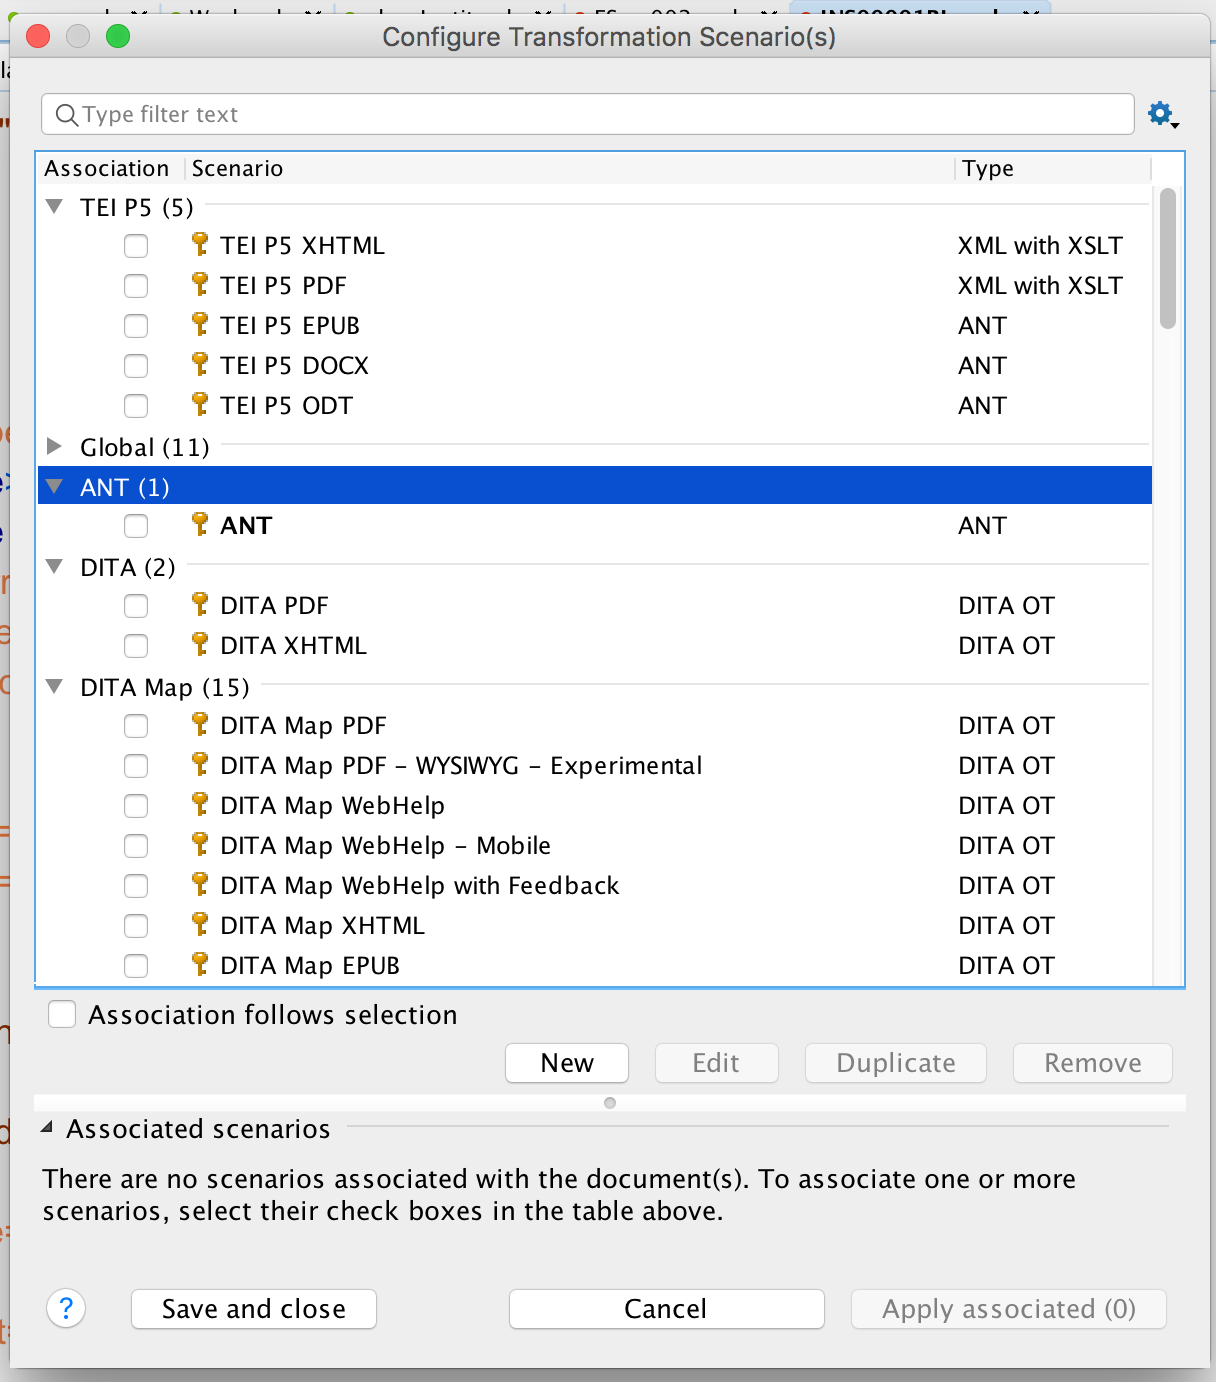 Configure Transformation Scenario(s)
Type filter text
Association Scenario Type
TEI P5 (5)
TEI P5 XHTML XML with XSLT
TEI P5 PDF XML with XSLT
TEI P5 EPUB ANT
TEI P5 DOCX ANT
TEI P5 ODT ANT
Global (11)
ANT (1)
ANT ANT
DITA (2)
DITA PDF DITA OT
DITA XHTML DITA OT
DITA Map (15)
DITA Map PDF DITA OT
DITA Map PDF – WYSIWYG – Experimental DITA OT
DITA Map WebHelp DITA OT
DITA Map WebHelp – Mobile DITA OT
DITA Map WebHelp with Feedback DITA OT
DITA Map XHTML DITA OT
DITA Map EPUB DITA OT
Association follows selection
New Edit Duplicate Remove
Associated scenarios
There are no scenarios associated with the document(s). To associate one or more
scenarios, select their check boxes in the table above.
? Save and close Cancel Apply associated (0)